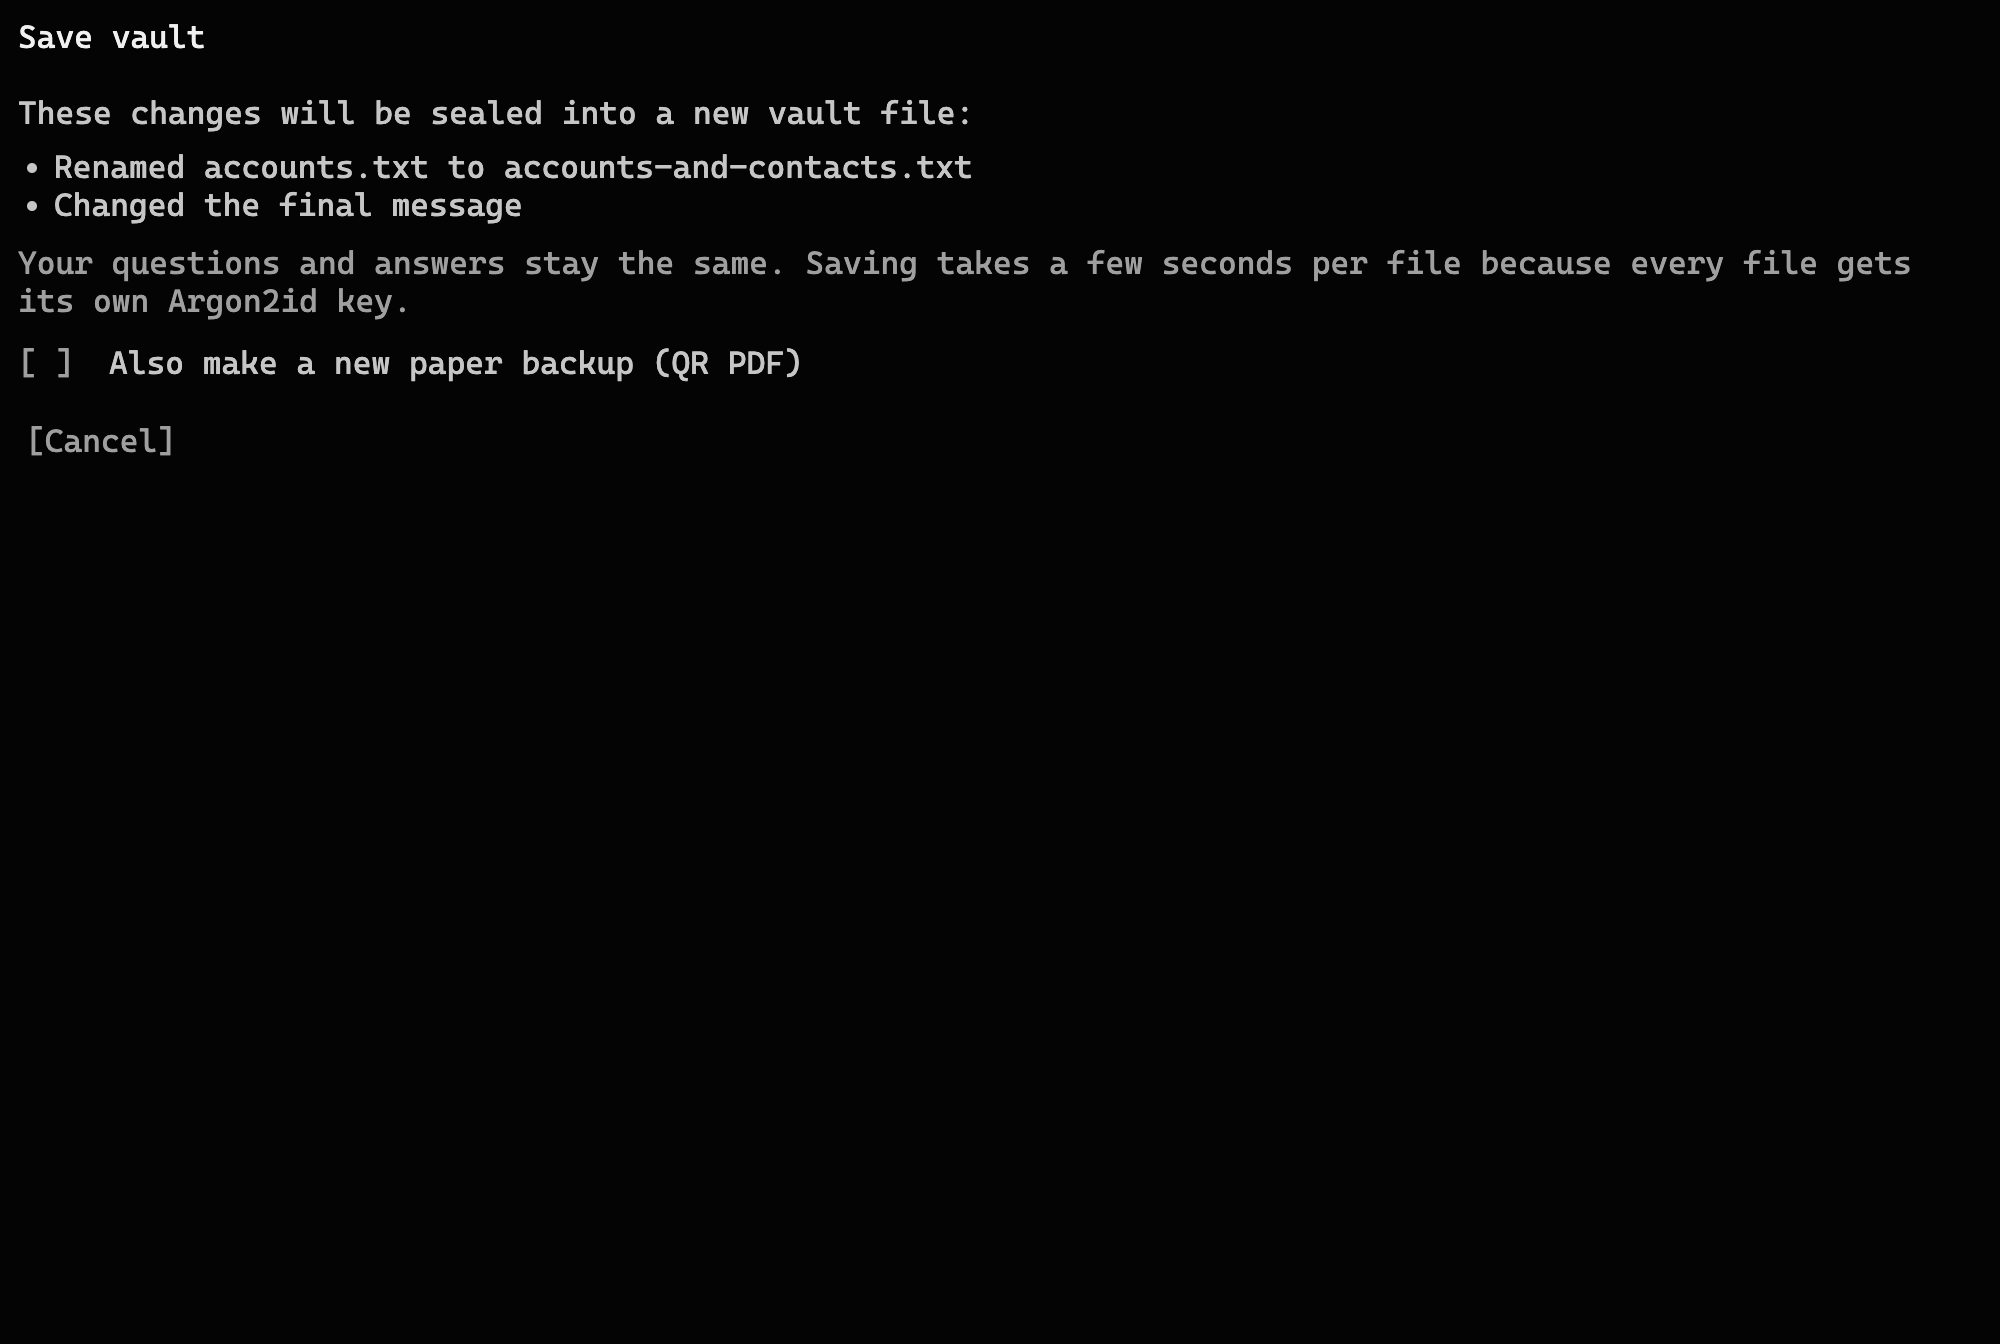 Save vault
These changes will be sealed into a new vault file:
• Renamed accounts.txt to accounts-and-contacts.txt
• Changed the final message
Your questions and answers stay the same. Saving takes a few seconds per file because every file gets
its own Argon2id key.
[ ] Also make a new paper backup (QR PDF)
[Cancel]